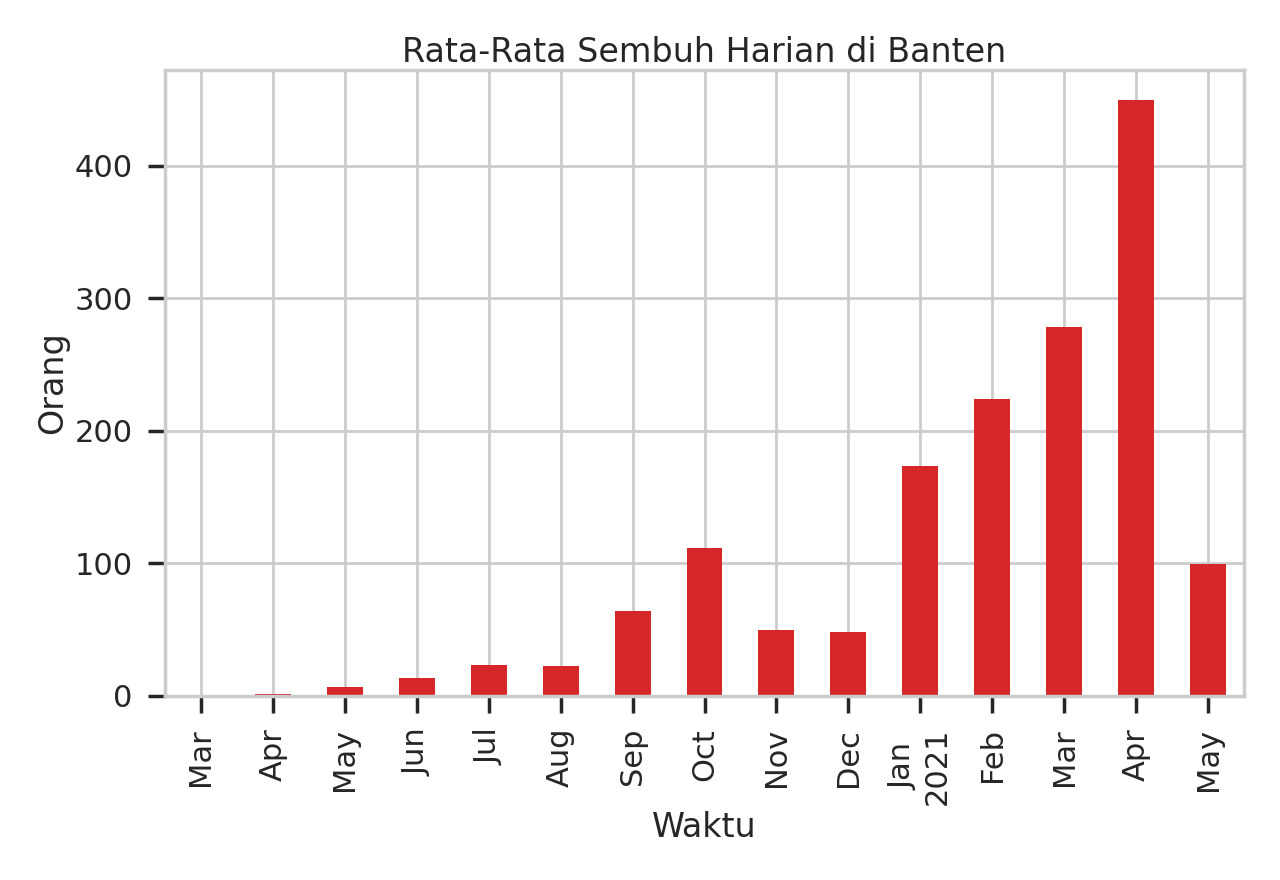 Rata-Rata Sembuh Harian di Banten
400
300
200
100
0
Orang
Mar
Apr
May
Jun
Jul
Aug
Sep
Oct
Nov
Dec
Jan
2021
Feb
Mar
Apr
May
Waktu